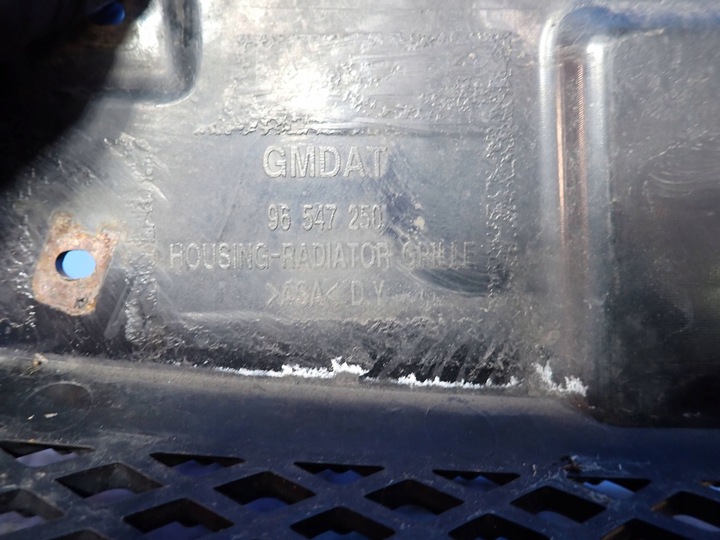 GMDAT
96 547 250
HOUSING-RADIATOR GRILLE
>ASA< D.Y